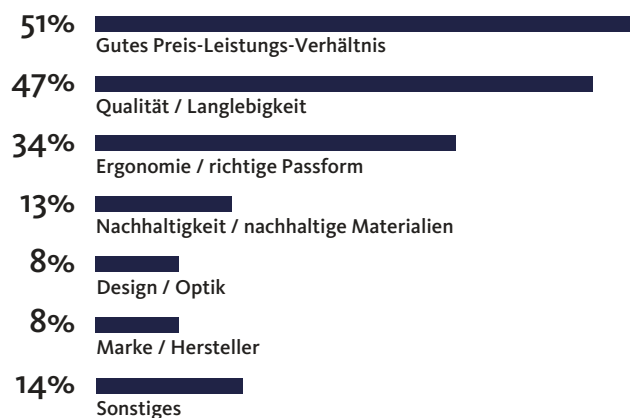 51%
Gutes Preis-Leistungs-Verhältnis
47%
Qualität / Langlebigkeit
34%
Ergonomie / richtige Passform
13%
Nachhaltigkeit / nachhaltige Materialien
8%
Design / Optik
8%
Marke / Hersteller
14%
Sonstiges